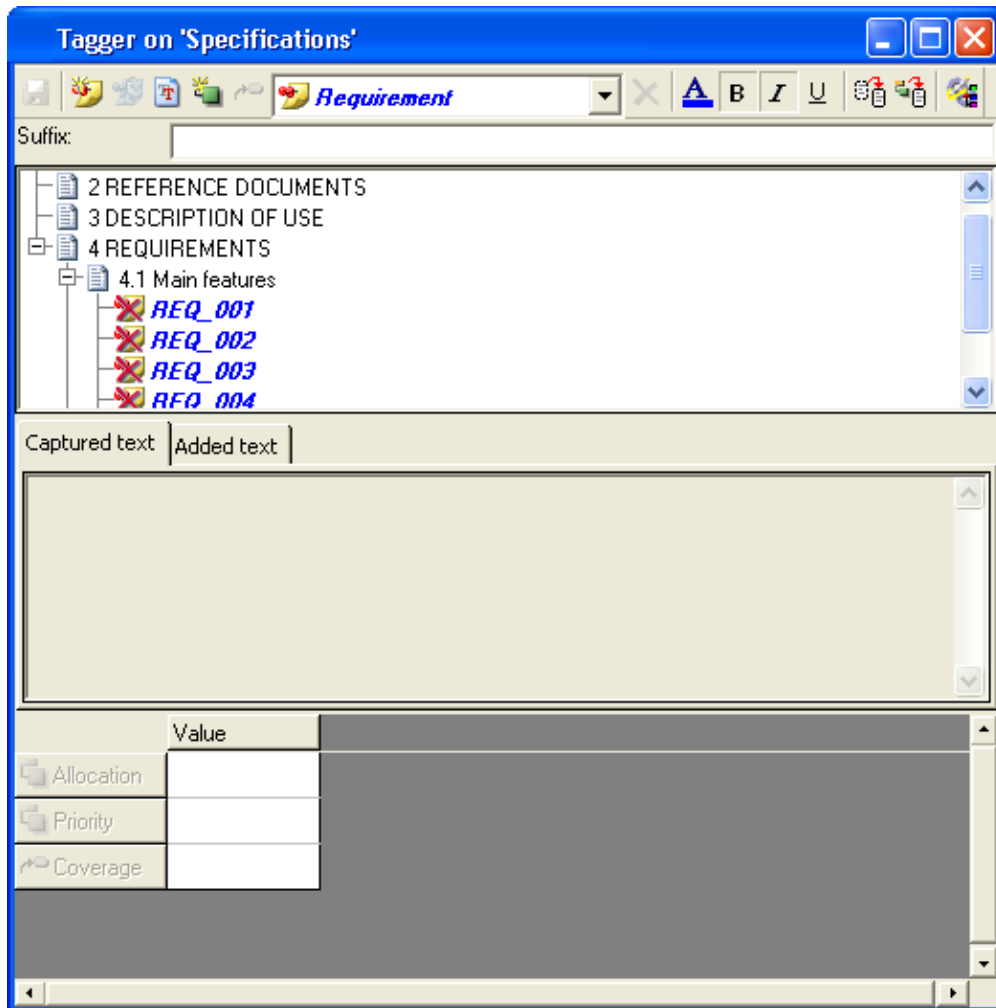 Tagger on 'Specifications'
Requirement
A B I U
Suffix:
2 REFERENCE DOCUMENTS
3 DESCRIPTION OF USE
4 REQUIREMENTS
4.1 Main features
REQ_001
REQ_002
REQ_003
REQ_004
Captured text Added text
Value
Allocation
Priority
Coverage